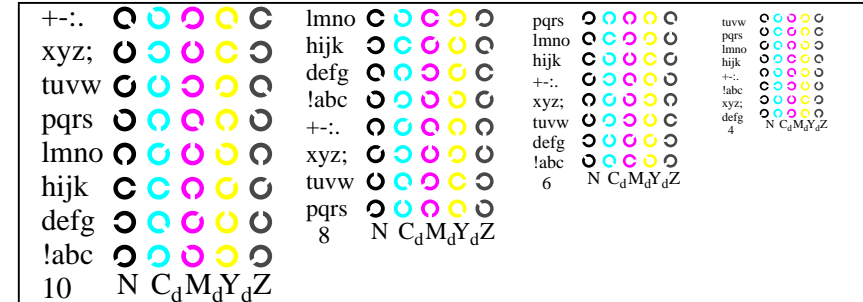 +-:.
xyz;
tuvw
pqrs
lmno
hijk
defg
!abc
10 N CdMdYdZ
lmno
hijk
defg
!abc
+-:.
xyz;
tuvw
pqrs
8 N CdMdYdZ
pqrs
lmno
hijk
+-:.
xyz;
tuvw
defg
!abc
6 N CdMdYdZ
tuvw
pqrs
lmno
hijk
+-:.
!abc
xyz;
defg
4 N CdMdYdZ